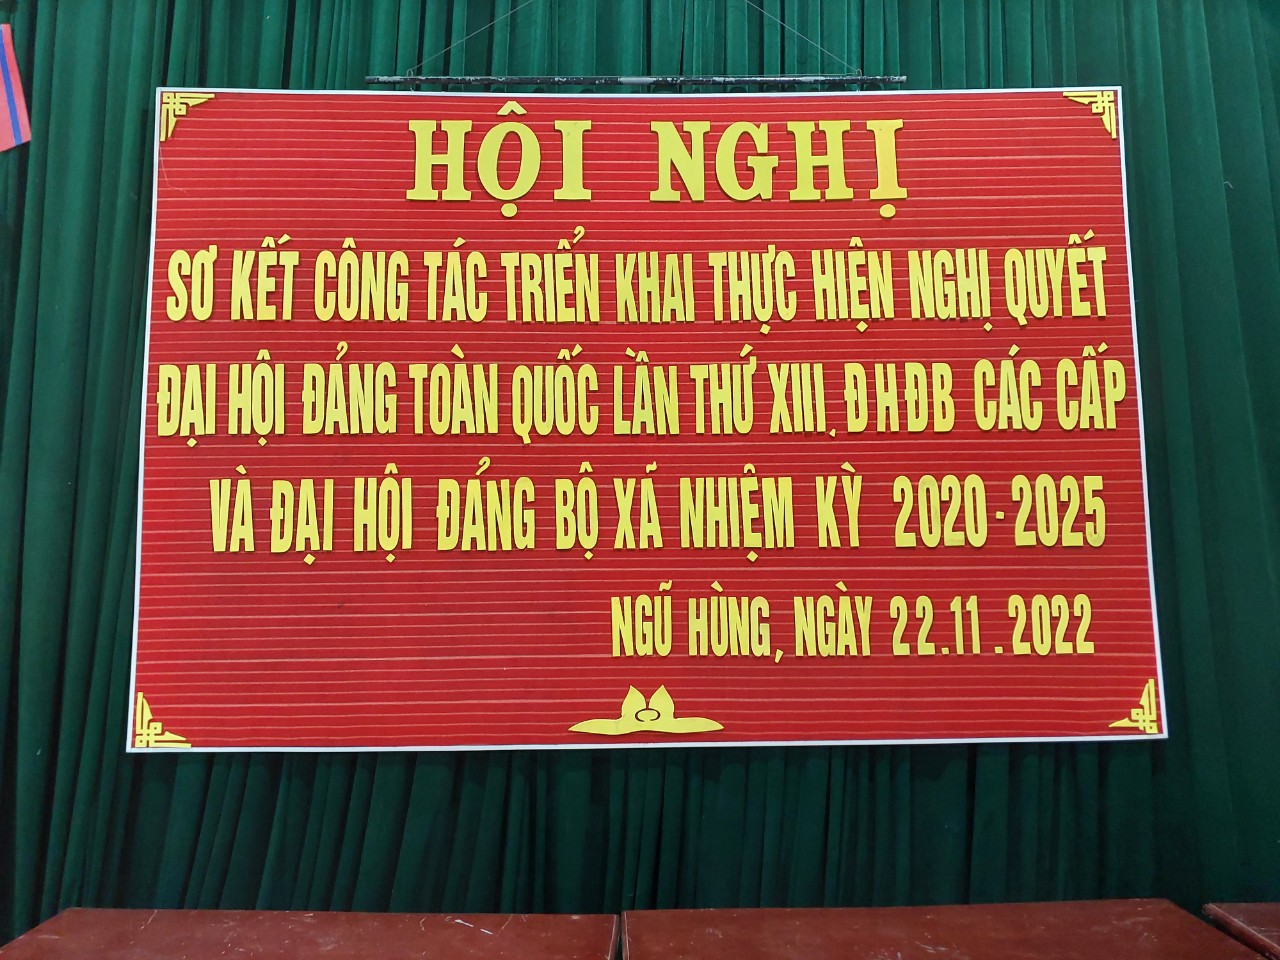 HỘI NGHỊ
SƠ KẾT CÔNG TÁC TRIỂN KHAI THỰC HIỆN NGHỊ QUYẾT
ĐẠI HỘI ĐẢNG TOÀN QUỐC LẦN THỨ XIII, ĐHĐB CÁC CẤP
VÀ ĐẠI HỘI ĐẢNG BỘ XÃ NHIỆM KỲ 2020-2025
NGŨ HÙNG, NGÀY 22.11.2022